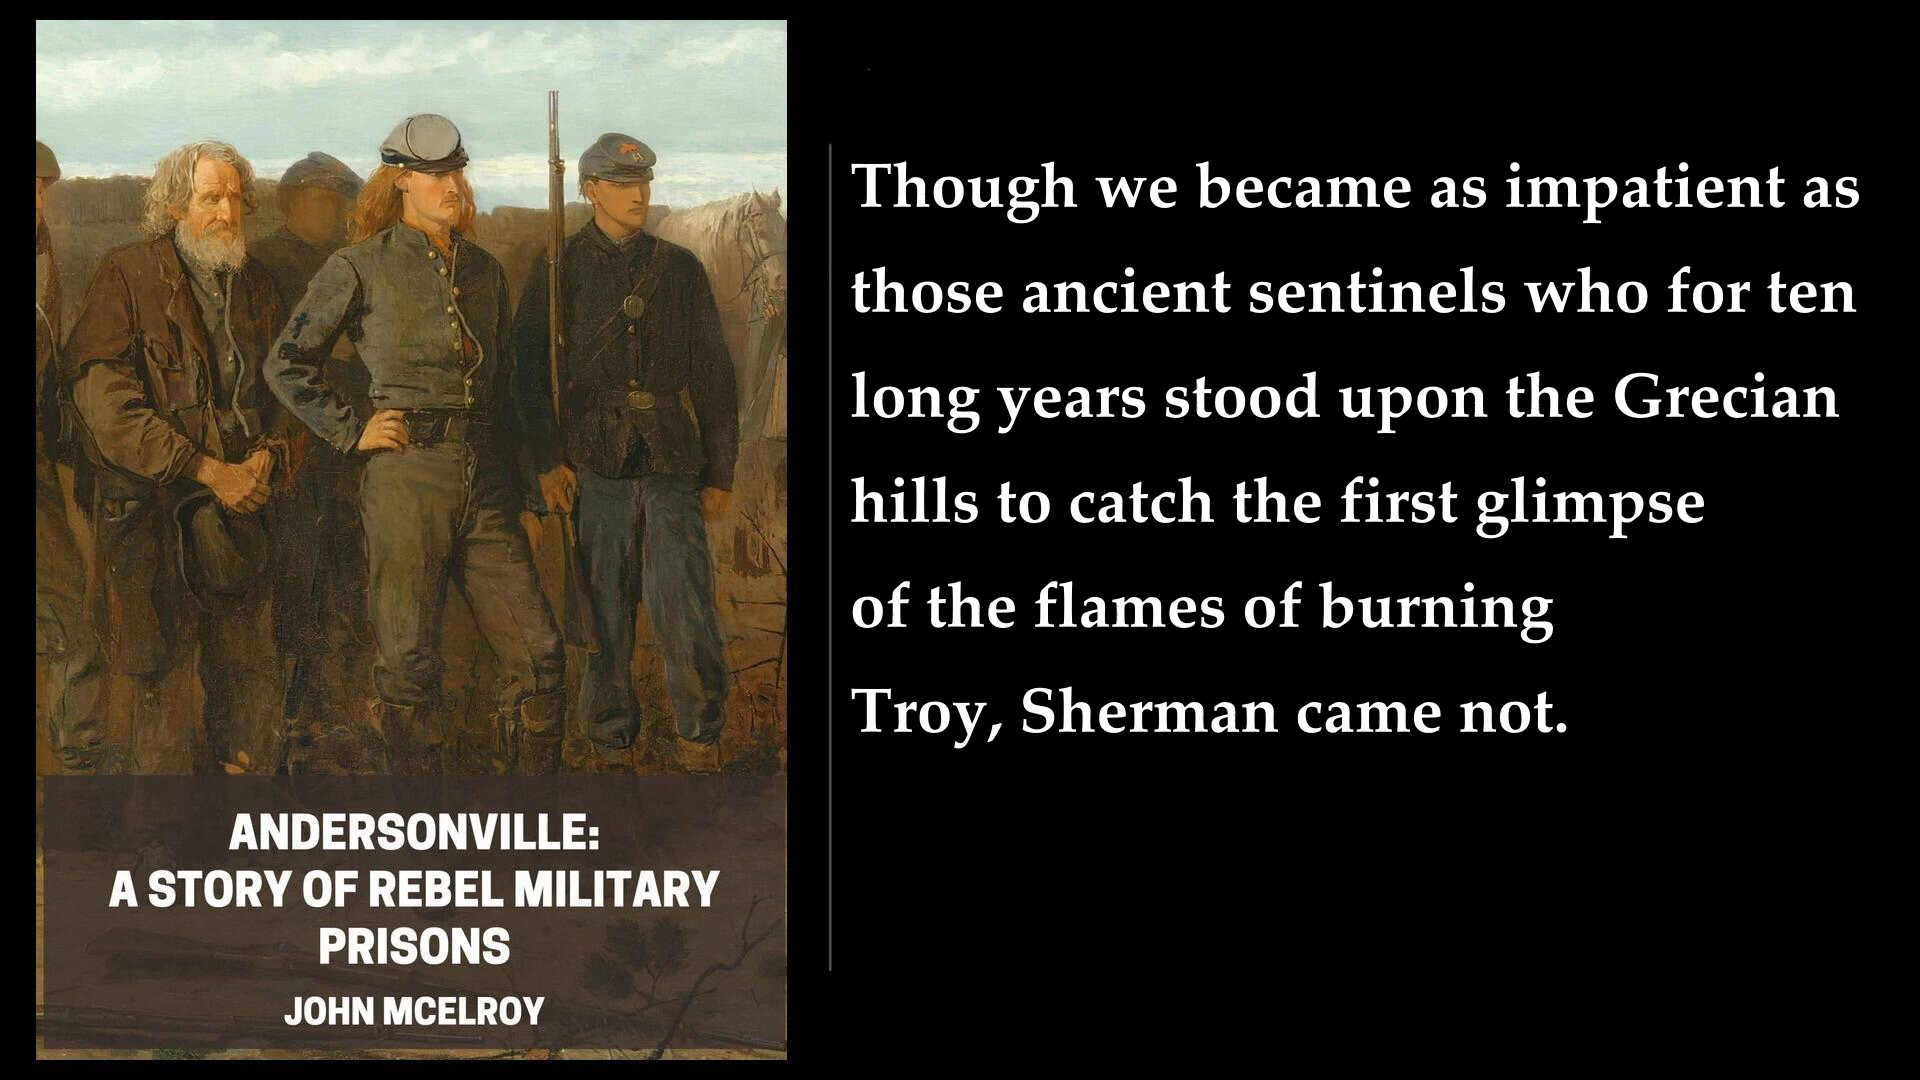 Though we became as impatient as
those ancient sentinels who for ten
long years stood upon the Grecian
hills to catch the first glimpse
of the flames of burning
Troy, Sherman came not.
ANDERSONVILLE:
A STORY OF REBEL MILITARY
PRISONS
JOHN MCELROY